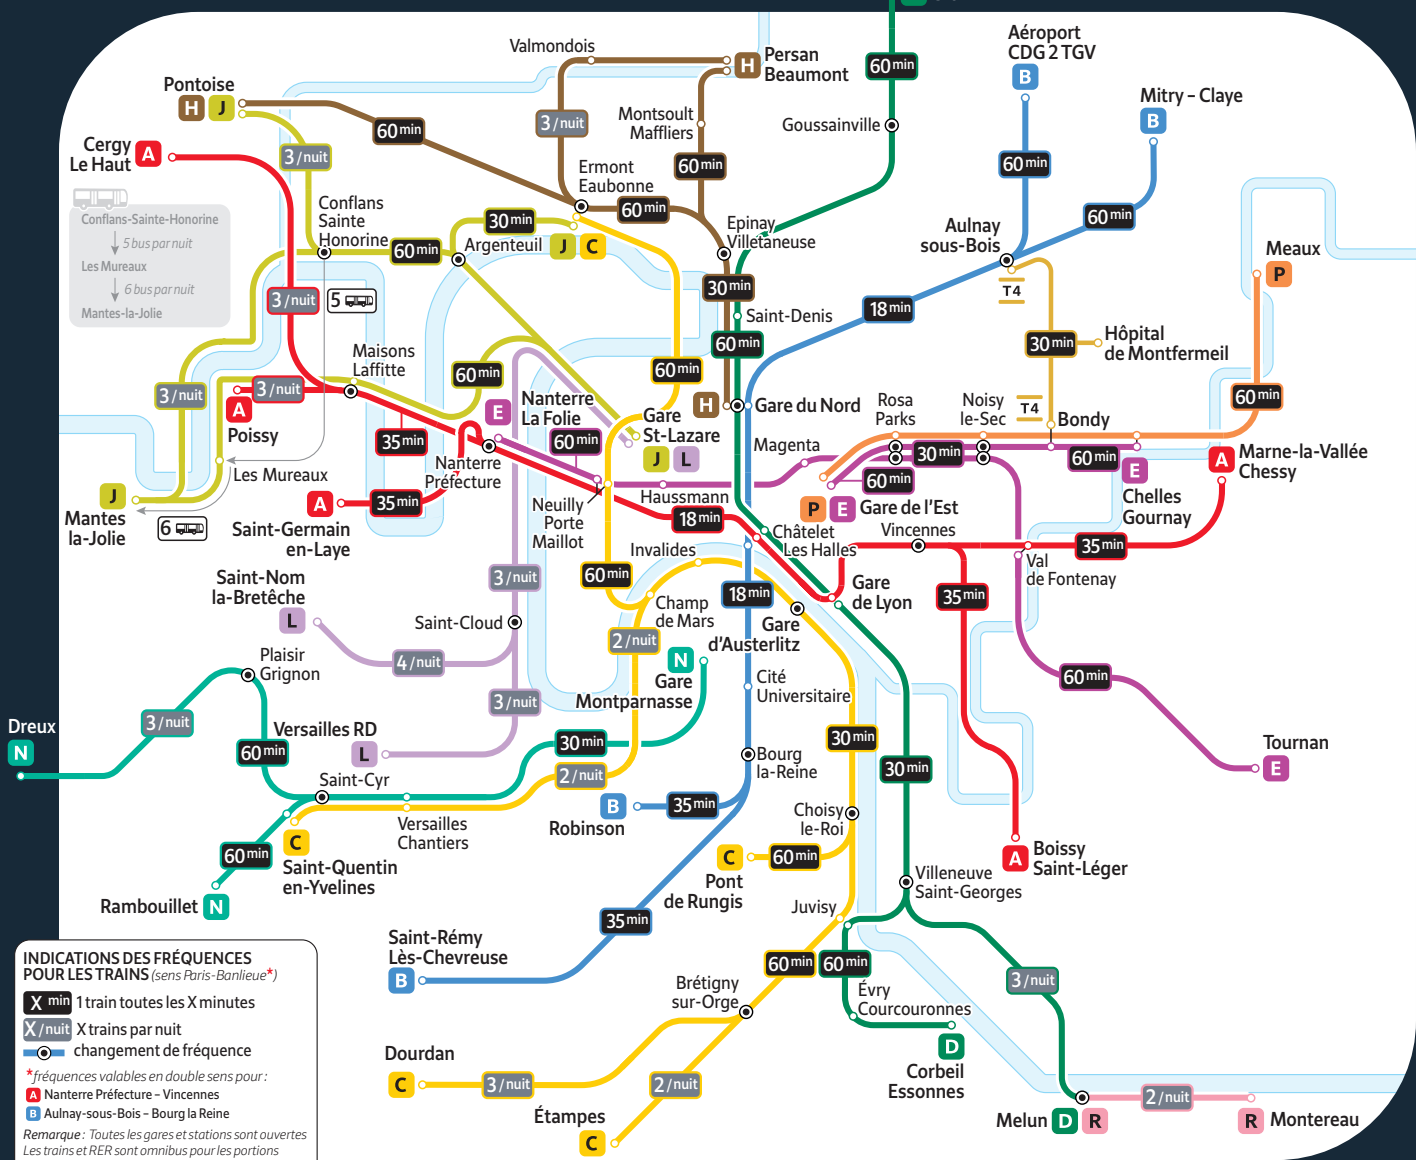 Valmondois
H
Persan
Beaumont
60 min
Aéroport
CDG 2 TGV
B
Pontoise
H J
Mitry – Claye
B
3/nuit
Montsoult
Maffliers
Goussainville
60 min
Cergy
Le Haut
A
3/nuit
Ermont
Eaubonne
60 min
60 min
60 min
Conflans-Sainte-Honorine
5 bus par nuit
Les Mureaux
6 bus par nuit
Mantes-la-Jolie
Conflans
Sainte
Honorine
60 min
30 min
Argenteuil
J C
Epinay
Villetaneuse
Aulnay
sous-Bois
60 min
Meaux
P
T4
3/nuit
5
30 min
18 min
Saint-Denis
Hôpital
de Montfermeil
30 min
60 min
Maisons
Laffitte
60 min
60 min
3/nuit
3/nuit
A
Poissy
E
Nanterre
La Folie
H
Gare du Nord
Gare
St-Lazare
J L
Rosa
Parks
Noisy
le-Sec
T4
Bondy
60 min
35 min
60 min
Magenta
30 min
60 min
E
Chelles
Gournay
A
Marne-la-Vallée
Chessy
Les Mureaux
Nanterre
Préfecture
60 min
J
Mantes
la-Jolie
6
A
Saint-Germain
en-Laye
35 min
Neuilly
Porte
Maillot
Haussmann
18 min
P E
Gare de l'Est
Vincennes
Châtelet
Les Halles
35 min
Val
de Fontenay
Invalides
Saint-Nom
la-Bretêche
L
3/nuit
60 min
18 min
Gare
de Lyon
35 min
Saint-Cloud
Champ
de Mars
Gare
d'Austerlitz
4/nuit
2/nuit
Plaisir
Grignon
N
Gare
Montparnasse
Cité
Universitaire
60 min
3/nuit
Dreux
N
3/nuit
Versailles RD
L
60 min
30 min
30 min
Tournan
E
Bourg
la-Reine
30 min
Saint-Cyr
2/nuit
B
Robinson
35 min
Choisy
le-Roi
Versailles
Chantiers
C
Saint-Quentin
en-Yvelines
60 min
C
Pont
de Rungis
60 min
A
Boissy
Saint-Léger
Villeneuve
Saint-Georges
Rambouillet
N
Juvisy
35 min
Saint-Rémy
Lès-Chevreuse
B
60 min
60 min
3/nuit
Brétigny
sur-Orge
Évry
Courcouronnes
D
Corbeil
Essonnes
Dourdan
C
3/nuit
2/nuit
Étampes
C
Melun
D R
2/nuit
R
Montereau
INDICATIONS DES FRÉQUENCES
POUR LES TRAINS (sens Paris-Banlieue*)
X min 1 train toutes les X minutes
X/nuit X trains par nuit
changement de fréquence
*fréquences valables en double sens pour :
A Nanterre Préfecture – Vincennes
B Aulnay-sous-Bois – Bourg la Reine
Remarque : Toutes les gares et stations sont ouvertes
Les trains et RER sont omnibus pour les portions